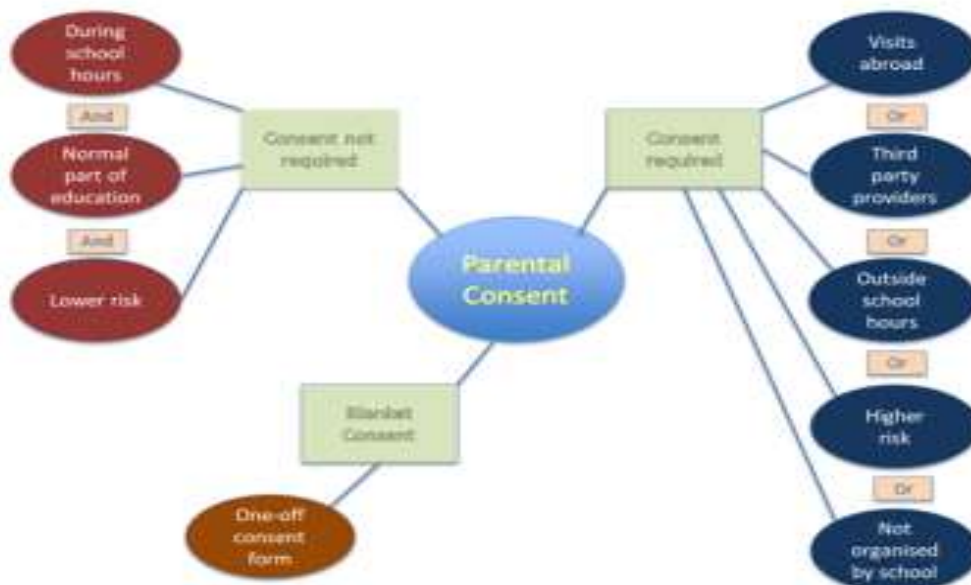 During
school
hours
And
Normal
part of
education
And
Lower risk
Consent not
required
Parental
Consent
Blanket
Consent
One-off
consent
form
Consent
required
Visits
abroad
Or
Third
party
providers
Or
Outside
school
hours
Or
Higher
risk
Or
Not
organised
by school